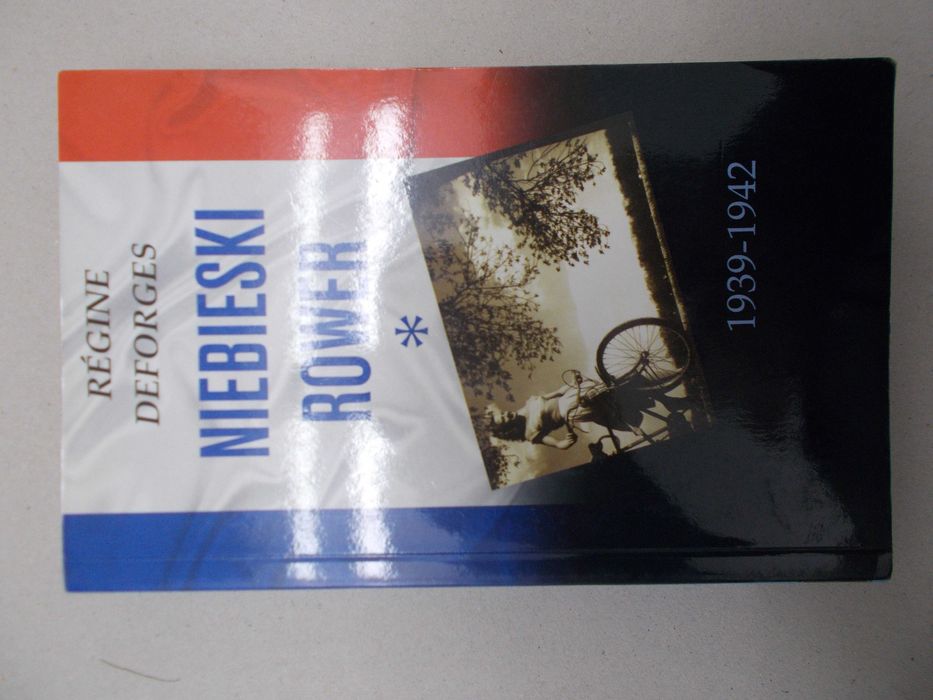 RÉGINE
DEFORGES
NIEBIESKI
ROWER
*
1939-1942